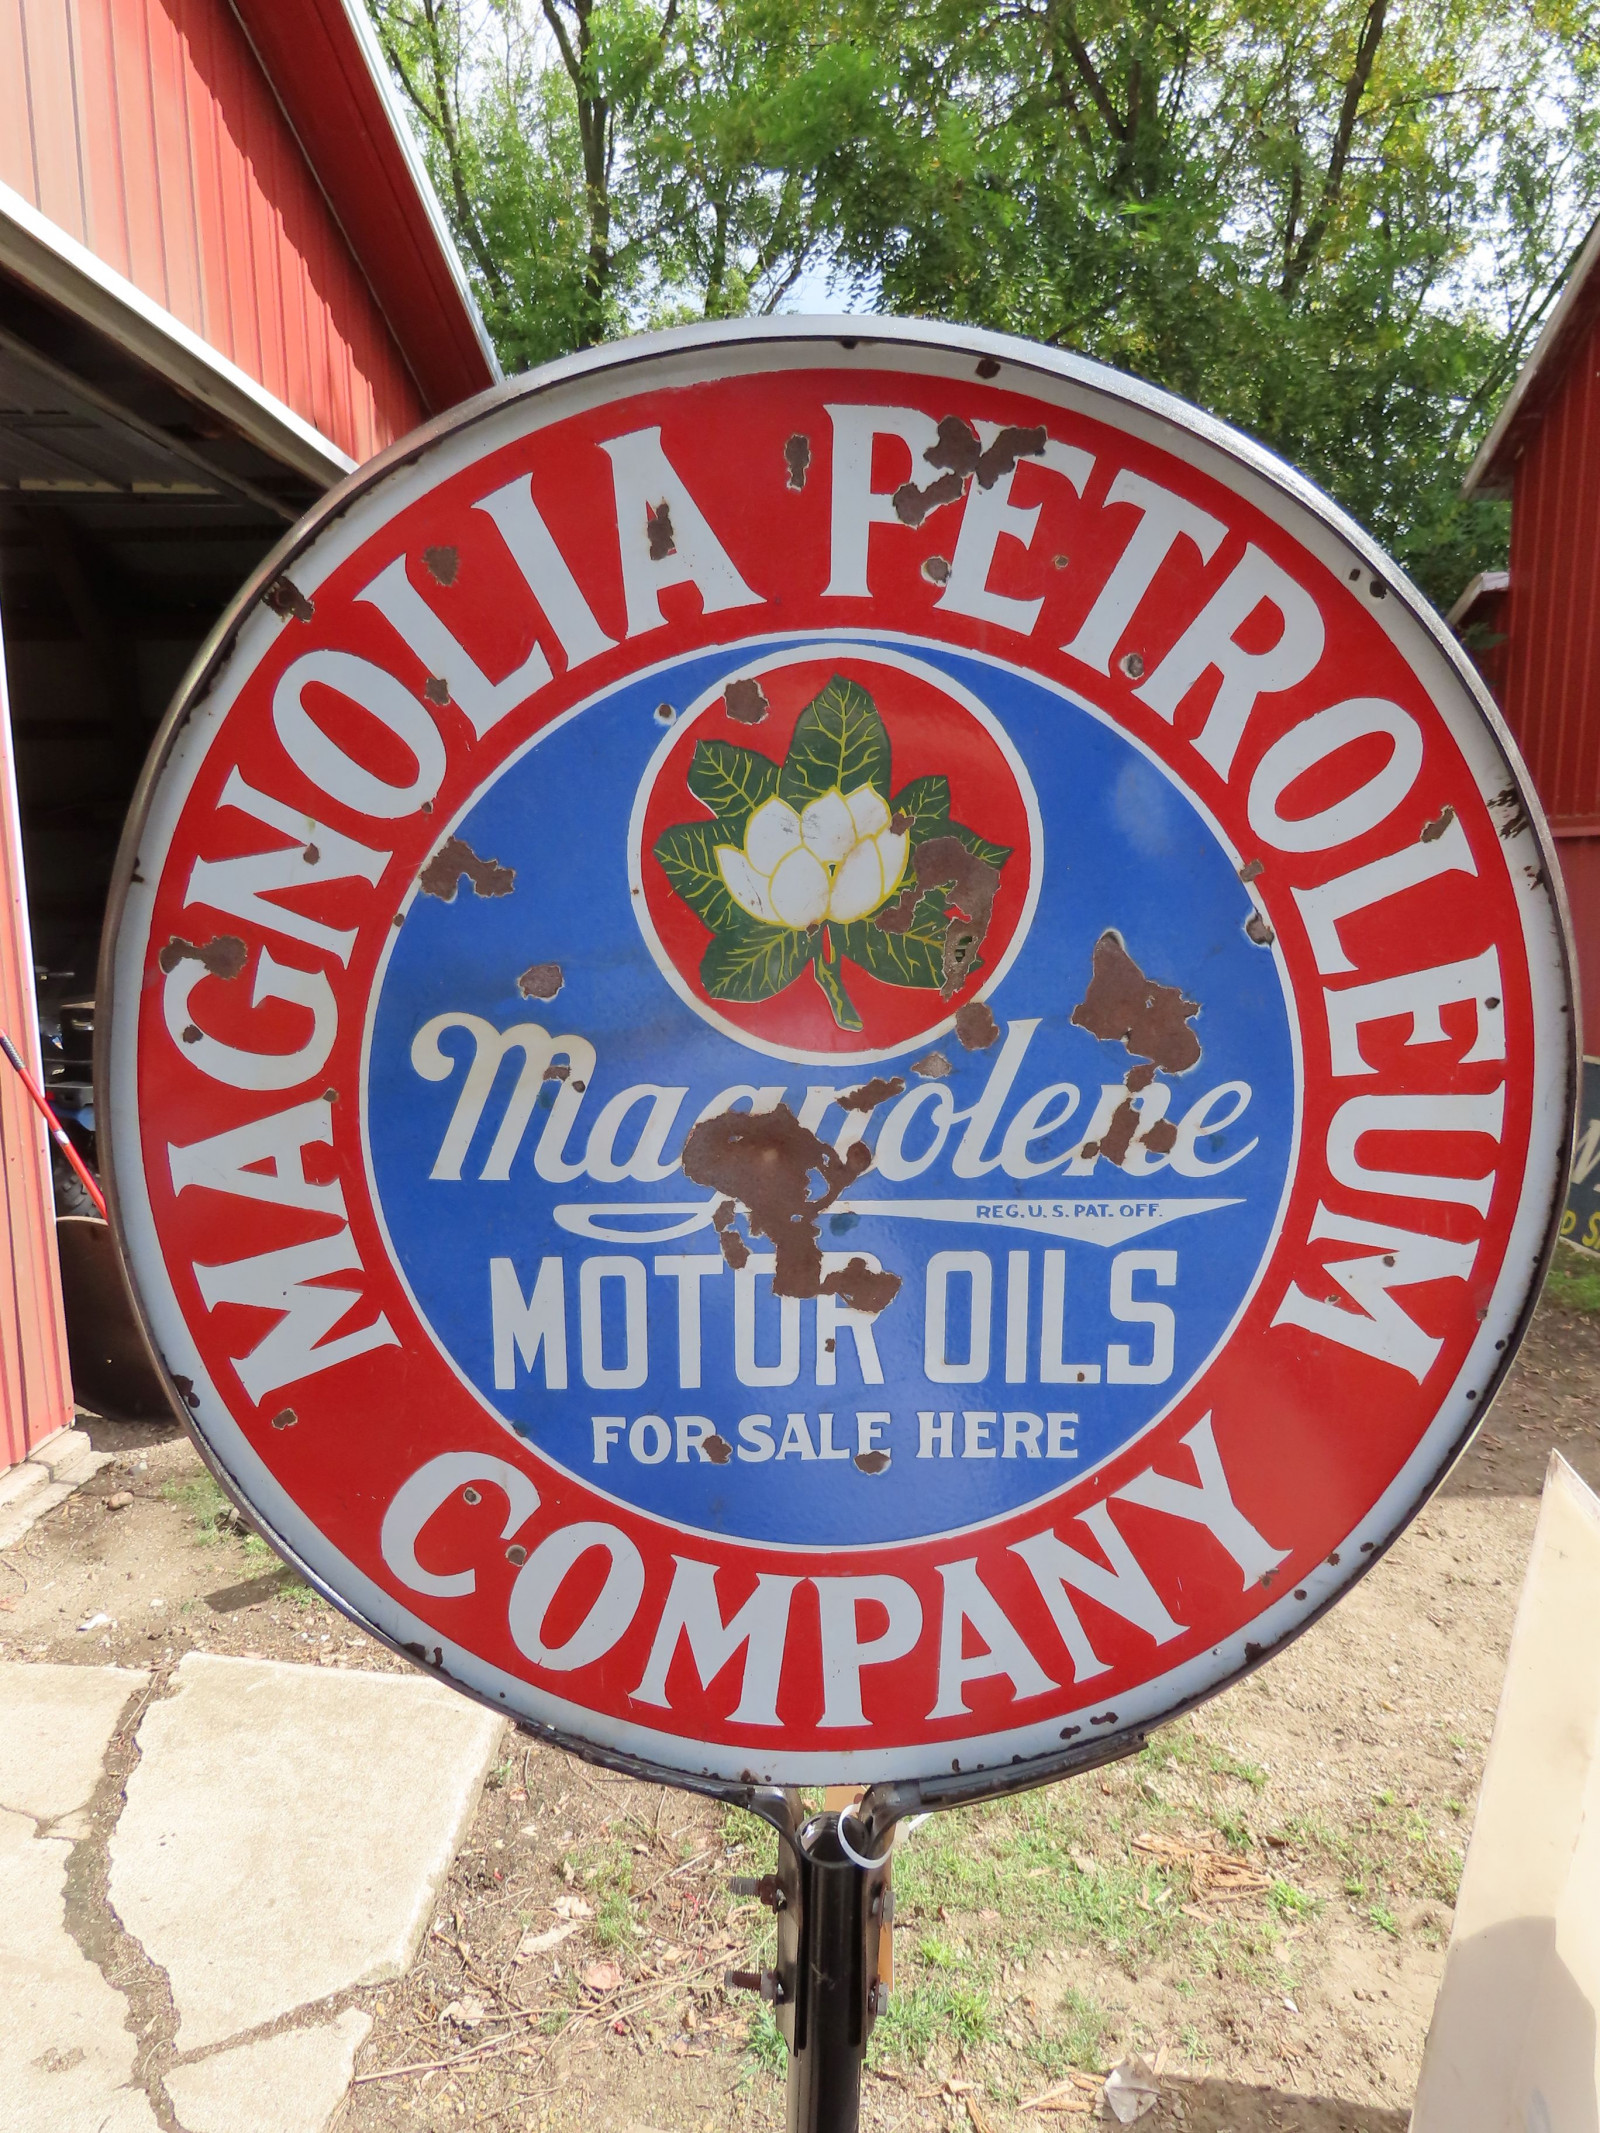 MAGNOLIA PETROLEUM
Magnolene
REG. U. S. PAT. OFF.
MOTOR OILS
FOR SALE HERE
COMPANY